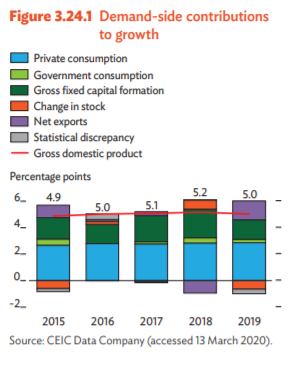 Figure 3.24.1 Demand-side contributions
to growth
Private consumption
Government consumption
Gross fixed capital formation
Change in stock
Net exports
Statistical discrepancy
Gross domestic product
Percentage points
6
4.9
5.0
5.1
5.2
5.0
4
2
0
–2
2015 2016 2017 2018 2019
Source: CEIC Data Company (accessed 13 March 2020).